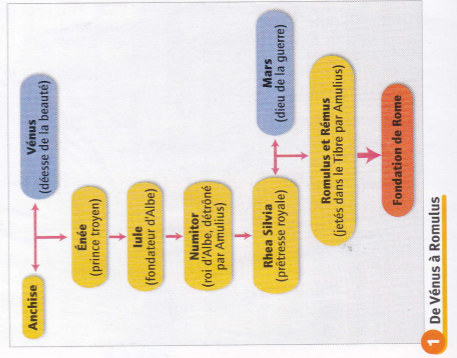 Anchise
Vénus
(déesse de la beauté)
Énée
(prince troyen)
Iule
(fondateur d'Albe)
Numitor
(roi d'Albe, détrôné
par Amulius)
Rhea Silvia
(prêtresse royale)
Mars
(dieu de la guerre)
Romulus et Rémus
(jetés dans le Tibre par Amulius)
Fondation de Rome
1 De Vénus à Romulus